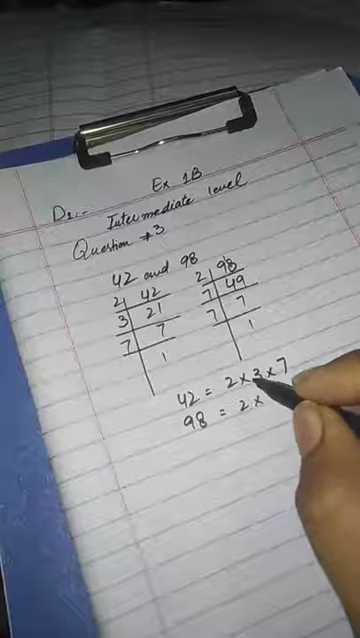 Ex 1B
D1:-
Intermediate level
Question #3
42 and 98
2 42
3 21
7 7
1
2 98
7 49
7 7
1
42 = 2 × 3 × 7
98 = 2 ×